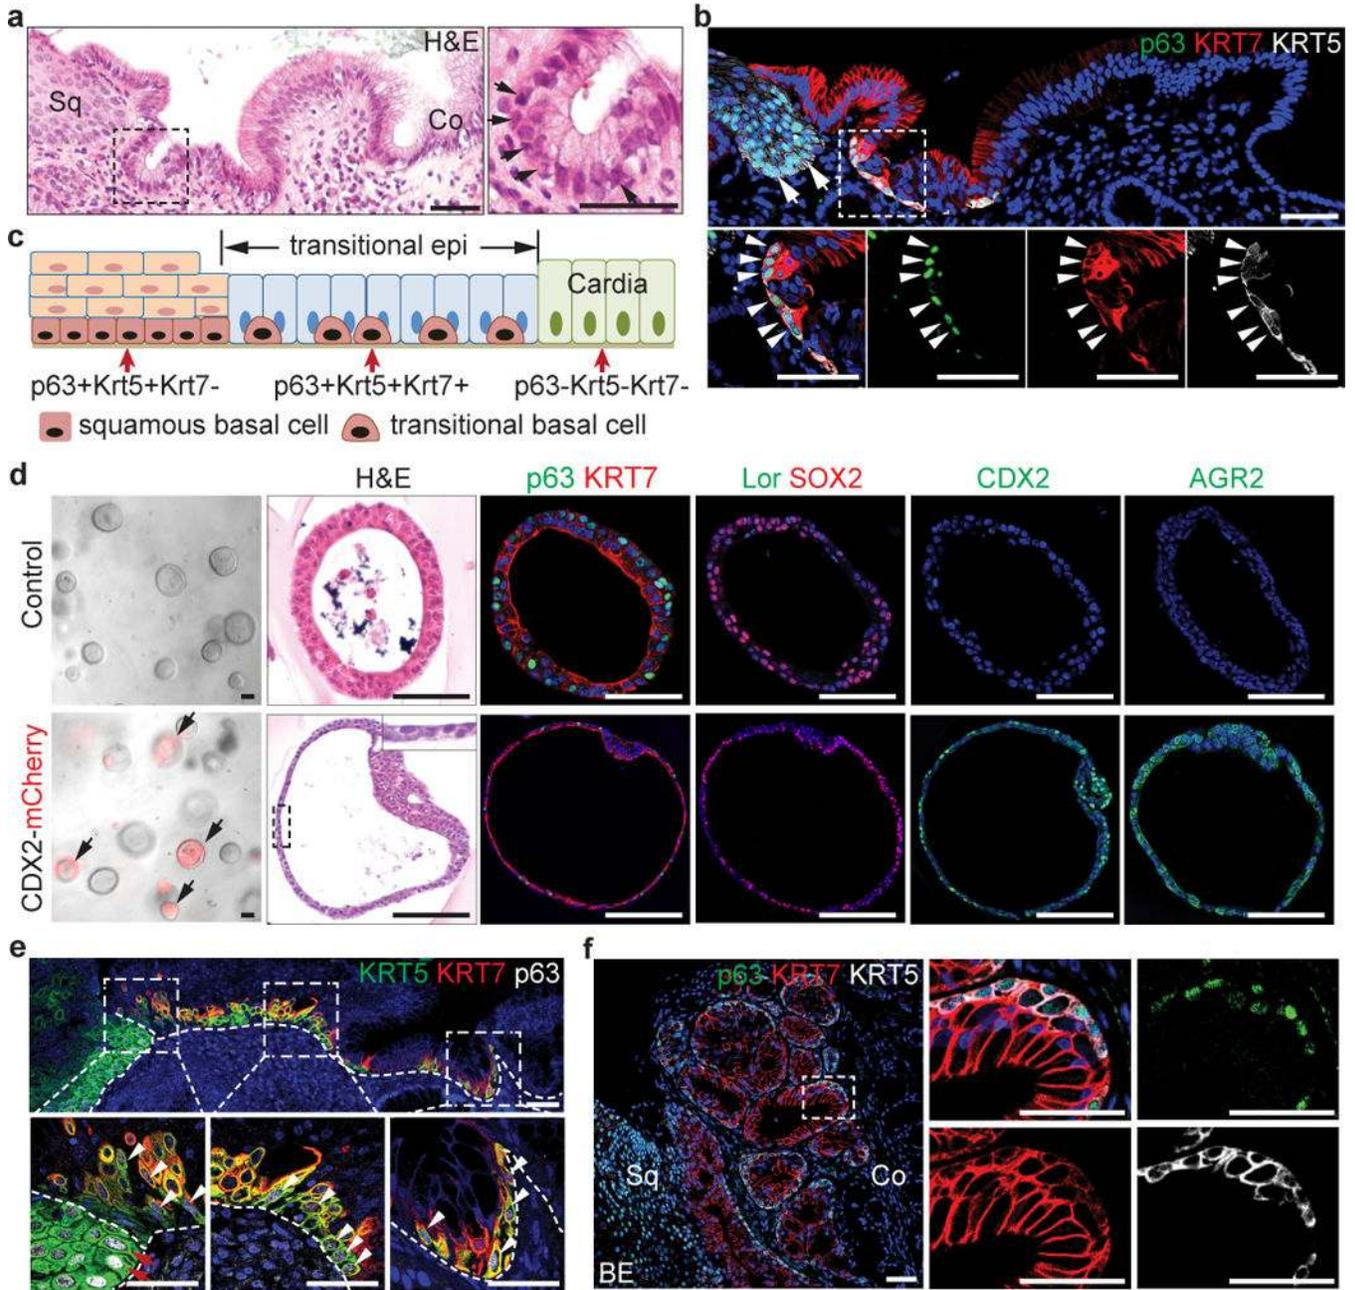 a
H&E
Sq
Co
b
p63 KRT7 KRT5
c
transitional epi
Cardia
p63+Krt5+Krt7-
p63+Krt5+Krt7+
p63-Krt5-Krt7-
squamous basal cell
transitional basal cell
d
H&E
p63 KRT7
Lor SOX2
CDX2
AGR2
Control
CDX2-mCherry
e
KRT5 KRT7 p63
f
p63 KRT7 KRT5
Sq
Co
BE